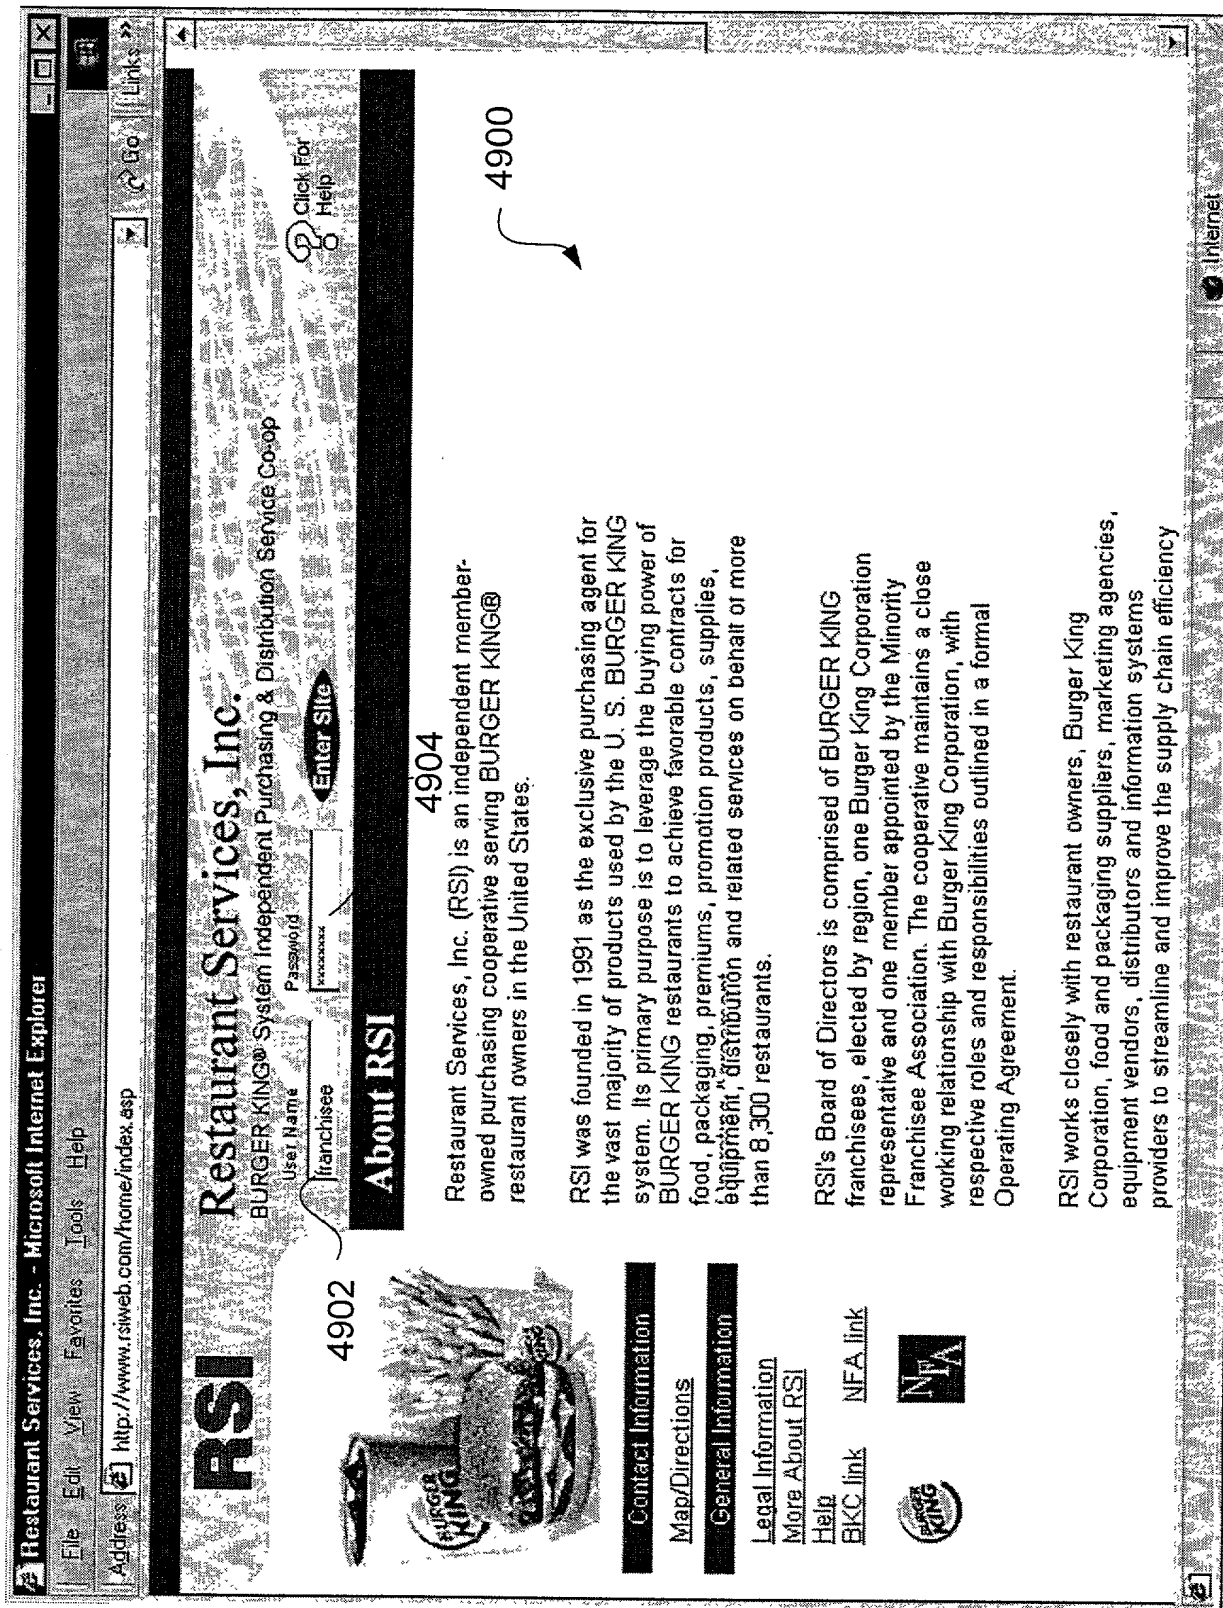 Restaurant Services, Inc. - Microsoft Internet Explorer
File Edit View Favorites Tools Help
Address http://www.rsiweb.com/home/index.asp Go Links »
RSI
Restaurant Services, Inc.
BURGER KING® System Independent Purchasing & Distribution Service Co-op
User Name Password
franchisee xxxxxxxx Enter Site
Click For
Help
4902
4904
4900
About RSI
Restaurant Services, Inc. (RSI) is an independent member-
owned purchasing cooperative serving BURGER KING®
restaurant owners in the United States.
RSI was founded in 1991 as the exclusive purchasing agent for
the vast majority of products used by the U. S. BURGER KING
system. Its primary purpose is to leverage the buying power of
BURGER KING restaurants to achieve favorable contracts for
food, packaging, premiums, promotion products, supplies,
equipment, distribution and related services on behalf of more
than 8,300 restaurants.
RSI's Board of Directors is comprised of BURGER KING
franchisees, elected by region, one Burger King Corporation
representative and one member appointed by the Minority
Franchisee Association. The cooperative maintains a close
working relationship with Burger King Corporation, with
respective roles and responsibilities outlined in a formal
Operating Agreement.
RSI works closely with restaurant owners, Burger King
Corporation, food and packaging suppliers, marketing agencies,
equipment vendors, distributors and information systems
providers to streamline and improve the supply chain efficiency
BURGER
KING
Contact Information
Map/Directions
General Information
Legal Information
More About RSI
Help
BKC link NFA link
BURGER
KING
NFA
Internet